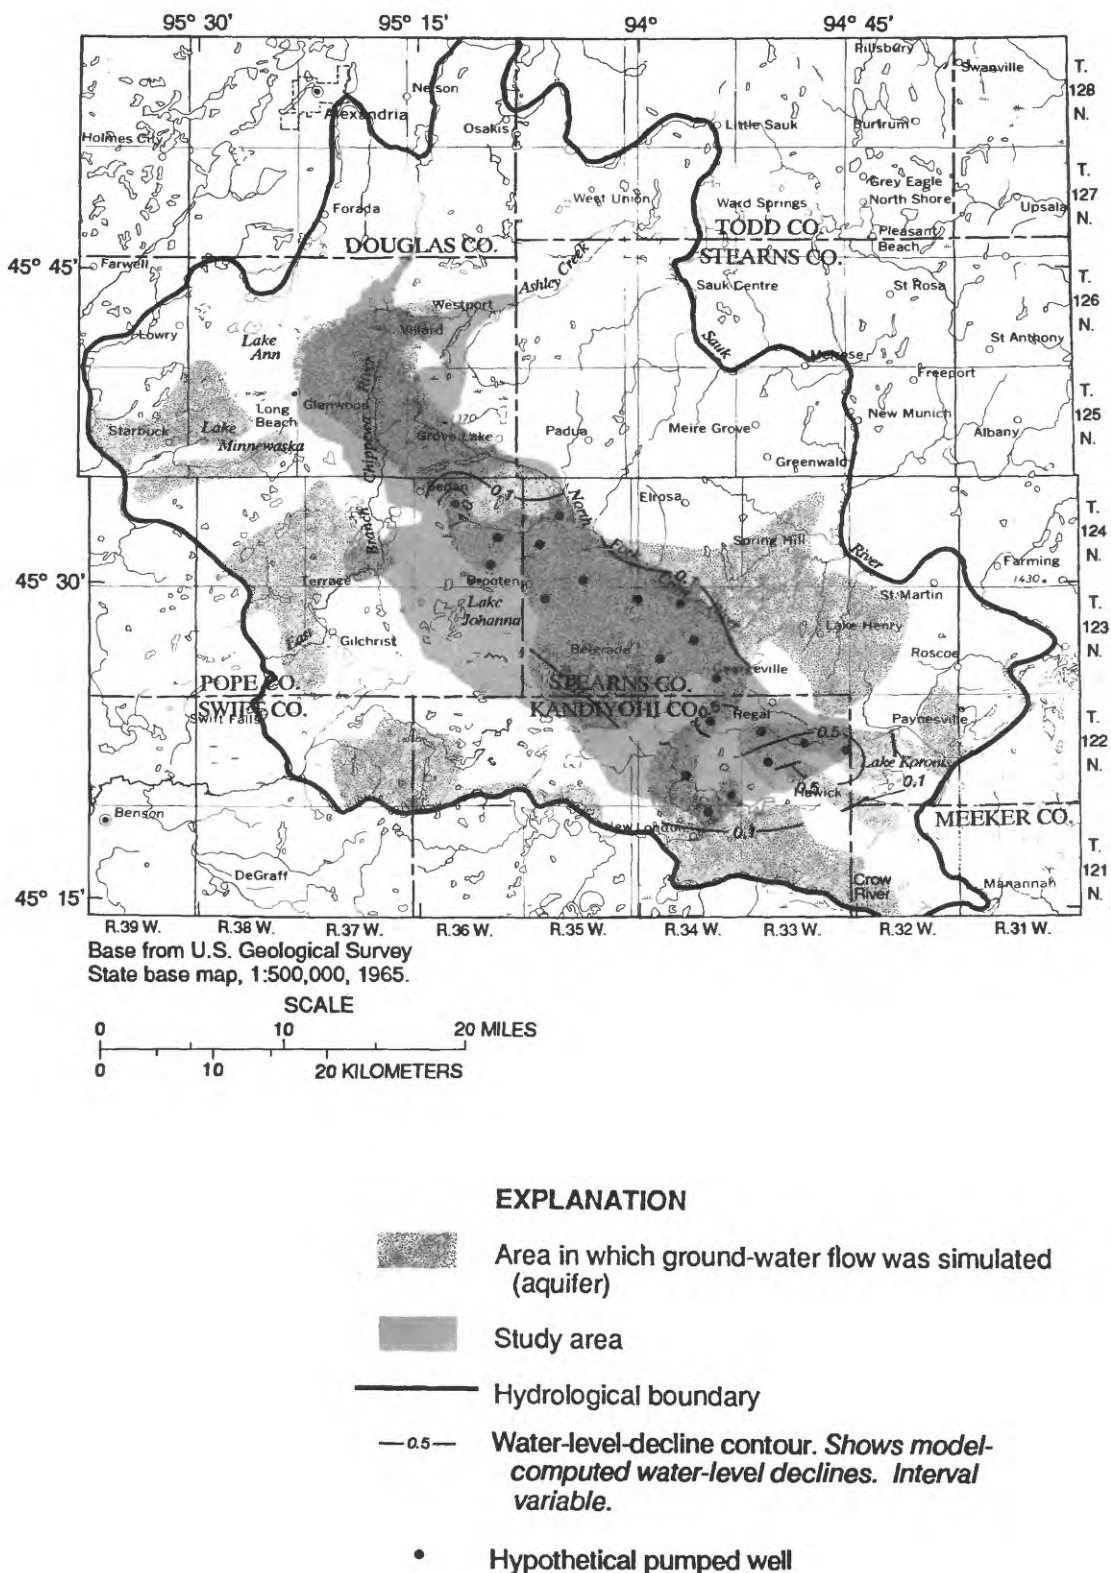 95° 30' 95° 15' 94° 94° 45'
Pillsbury
Swanville
T.
128
N.
Nelson
Alexandria
Osakis
Little Sauk
Burtrum
Holmes City
T.
127
N.
Grey Eagle
North Shore
West Union
Ward Springs
Upsala
Forada
TODD CO.
Pleasant
Beach
DOUGLAS CO.
STEARNS CO.
45° 45'
Farwell
Ashley Creek
Sauk Centre
St Rosa
T.
126
N.
Westport
Villard
Lowry
Lake
Ann
Sauk
St Anthony
Melrose
Freeport
Long
Beach
Glenwood
New Munich
T.
125
N.
Starbuck
Lake
Minnewaska
Chippewa River
Grove Lake
Padua
Meire Grove
Albany
Greenwald
Sedan
0.1
North
Elrosa
T.
124
N.
Branch
Fork
Spring Hill
River
Farming
45° 30'
Terrace
Brooten
0.1
1430
St Martin
Lake
Johanna
T.
123
N.
East
Gilchrist
Belgrade
Lake Henry
Georgeville
Roscoe
POPE CO.
STEARNS CO.
SWIFT CO.
KANDIYOHI CO.
Swift Falls
0.5
Regal
Paynesville
T.
122
N.
0.5
Lake Koronis
Hawick
0.5
0.1
Benson
MEEKER CO.
New London
0.1
T.
121
N.
DeGraff
Crow
River
Manannah
45° 15'
R.39 W. R.38 W. R.37 W. R.36 W. R.35 W. R.34 W. R.33 W. R.32 W. R.31 W.
Base from U.S. Geological Survey
State base map, 1:500,000, 1965.
SCALE
0 10 20 MILES
0 10 20 KILOMETERS
EXPLANATION
Area in which ground-water flow was simulated
(aquifer)
Study area
Hydrological boundary
0.5 Water-level-decline contour. Shows model-
computed water-level declines. Interval
variable.
Hypothetical pumped well